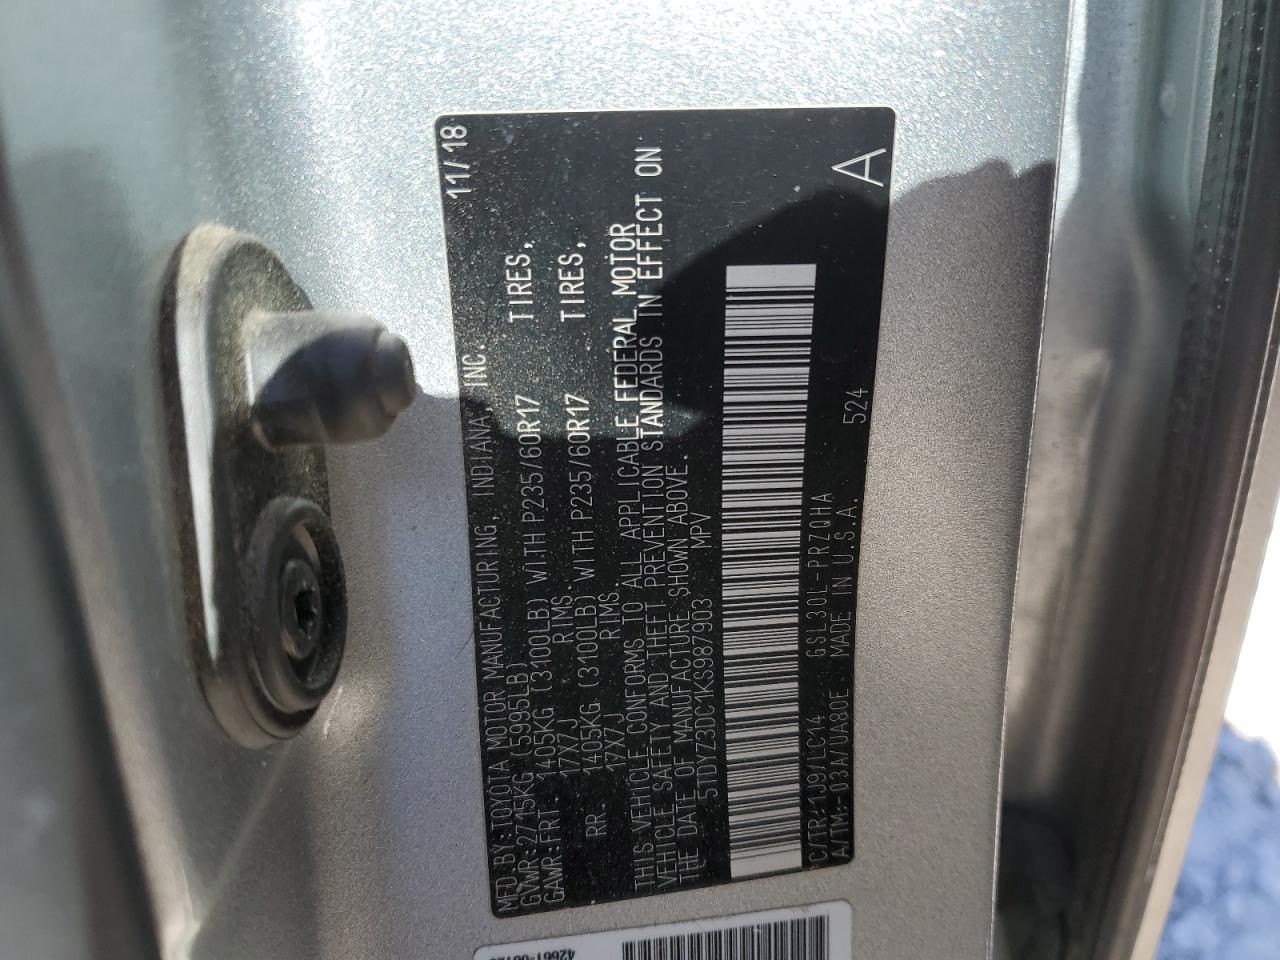 MFD BY: TOYOTA MOTOR MANUFACTURING, INDIANA, INC. 11/18
GVWR: 2715KG (5995LB)
GAWR: FRT. 1405KG (3100LB) WITH P235/60R17 TIRES,
17X7J RIMS.
RR. 1405KG (3100LB) WITH P235/60R17 TIRES,
17X7J RIMS.
THIS VEHICLE CONFORMS TO ALL APPLICABLE FEDERAL MOTOR
VEHICLE SAFETY AND THEFT PREVENTION STANDARDS IN EFFECT ON
THE DATE OF MANUFACTURE SHOWN ABOVE.
5TDYZ3DC1KS987903 MPV
C/TR: 1J9/LC14 GSL30L-PRZQHA
A/TM-03A/UA80E MADE IN U.S.A. 524
A